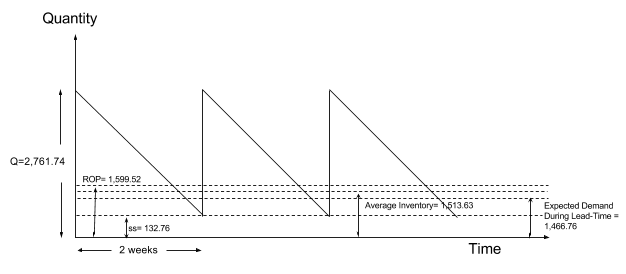 Quantity
Q=2,761.74
ROP= 1,599.52
Average Inventory= 1,513.63
Expected Demand
During Lead-Time =
1,466.76
ss= 132.76
2 weeks
Time